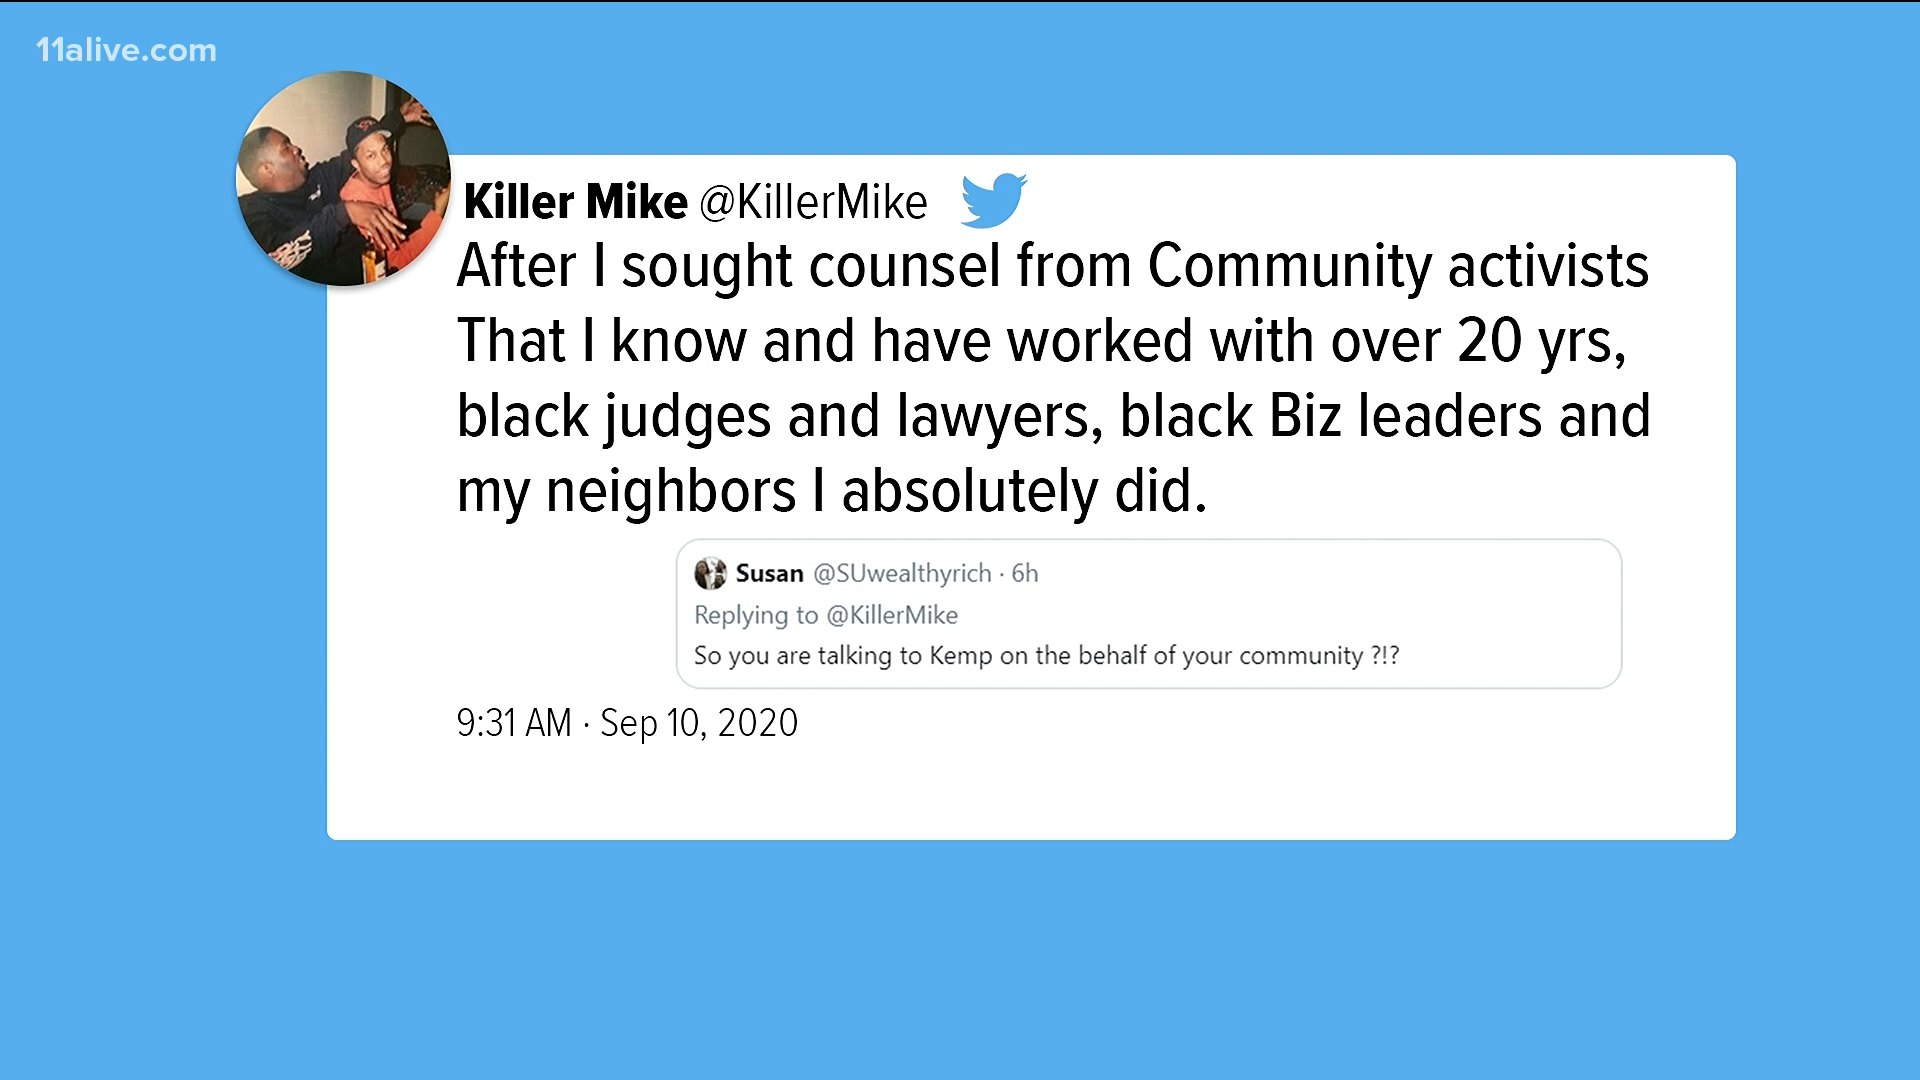 11alive.com
Killer Mike @KillerMike
After I sought counsel from Community activists
That I know and have worked with over 20 yrs,
black judges and lawyers, black Biz leaders and
my neighbors I absolutely did.
Susan @SUwealthyrich · 6h
Replying to @KillerMike
So you are talking to Kemp on the behalf of your community ?!?
9:31 AM · Sep 10, 2020